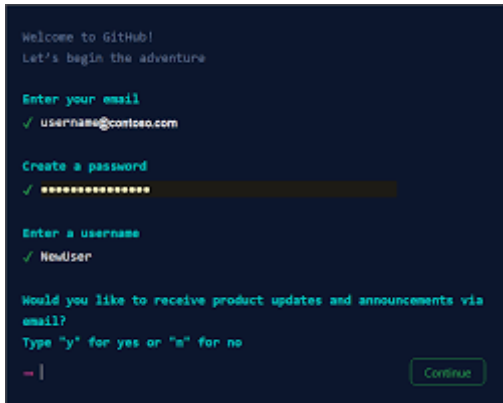 Welcome to GitHub!
Let's begin the adventure
Enter your email
✓ username@contoso.com
Create a password
✓ ●●●●●●●●●●●●●●●
Enter a username
✓ NewUser
Would you like to receive product updates and announcements via
email?
Type "y" for yes or "n" for no
→
Continue